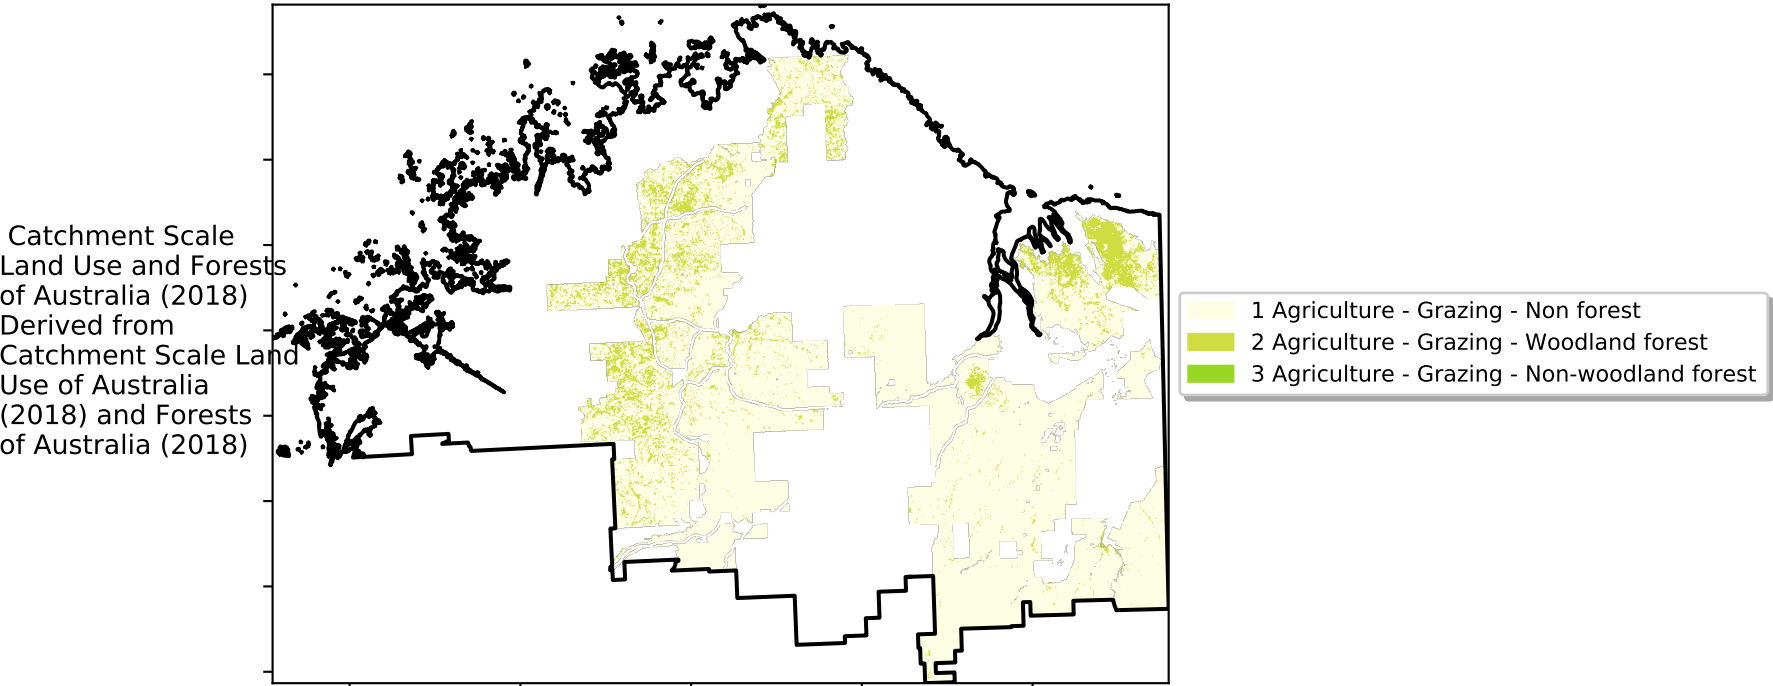 Catchment Scale
Land Use and Forests
of Australia (2018)
Derived from
Catchment Scale Land
Use of Australia
(2018) and Forests
of Australia (2018)
1 Agriculture - Grazing - Non forest
2 Agriculture - Grazing - Woodland forest
3 Agriculture - Grazing - Non-woodland forest